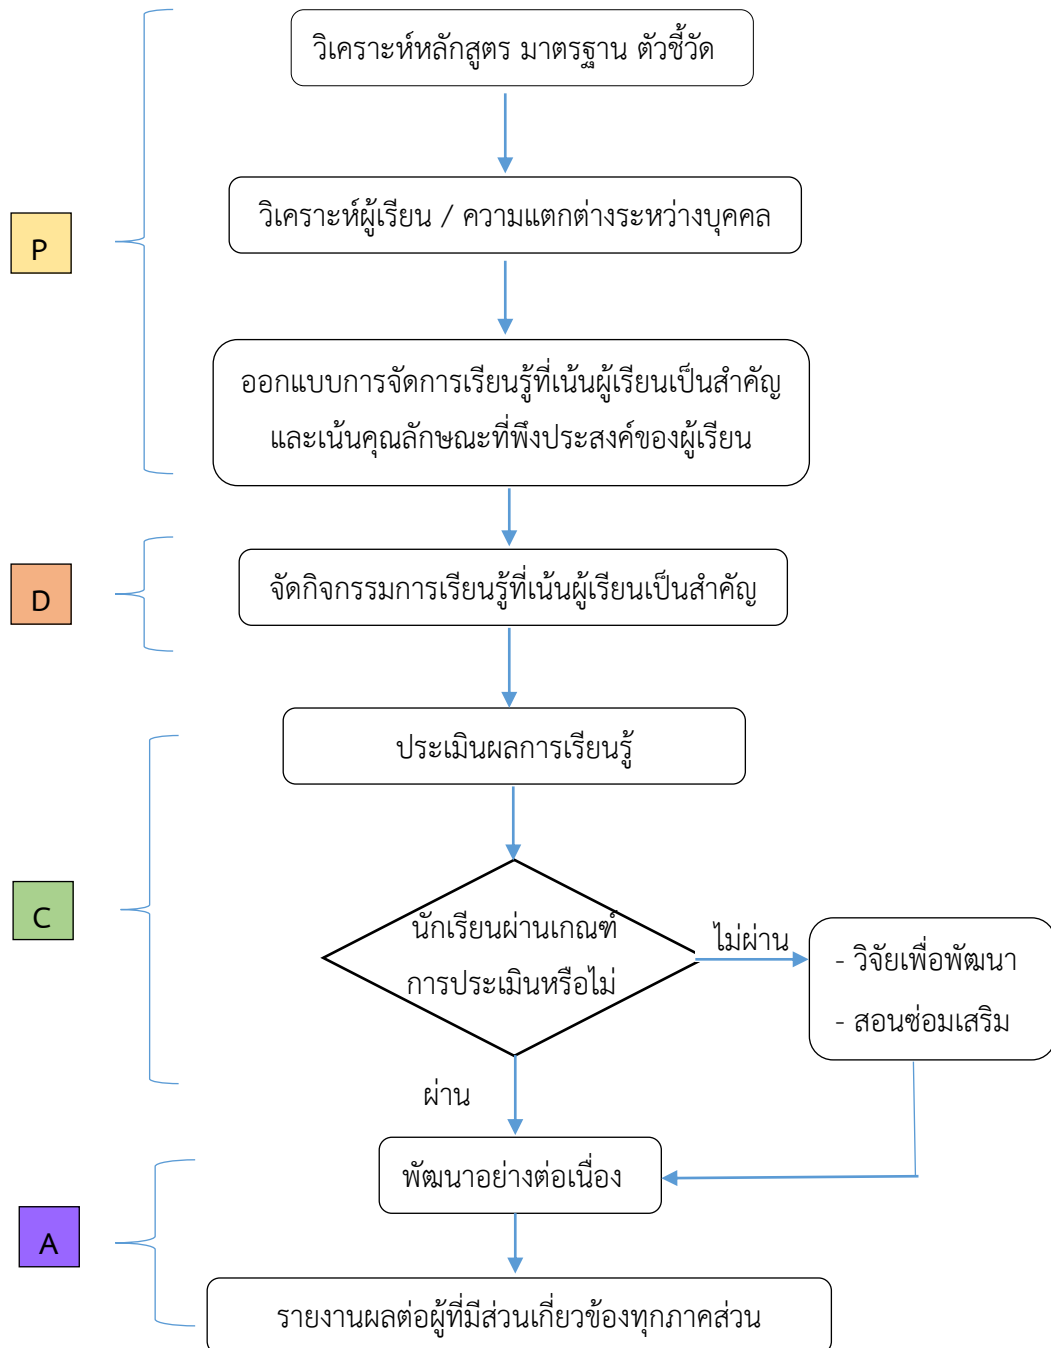 วิเคราะห์หลักสูตร มาตรฐาน ตัวชี้วัด
P
วิเคราะห์ผู้เรียน / ความแตกต่างระหว่างบุคคล
ออกแบบการจัดการเรียนรู้ที่เน้นผู้เรียนเป็นสำคัญ
และเน้นคุณลักษณะที่พึงประสงค์ของผู้เรียน
D
จัดกิจกรรมการเรียนรู้ที่เน้นผู้เรียนเป็นสำคัญ
ประเมินผลการเรียนรู้
C
นักเรียนผ่านเกณฑ์
การประเมินหรือไม่
ไม่ผ่าน
- วิจัยเพื่อพัฒนา
- สอนซ่อมเสริม
ผ่าน
พัฒนาอย่างต่อเนื่อง
A
รายงานผลต่อผู้ที่มีส่วนเกี่ยวข้องทุกภาคส่วน